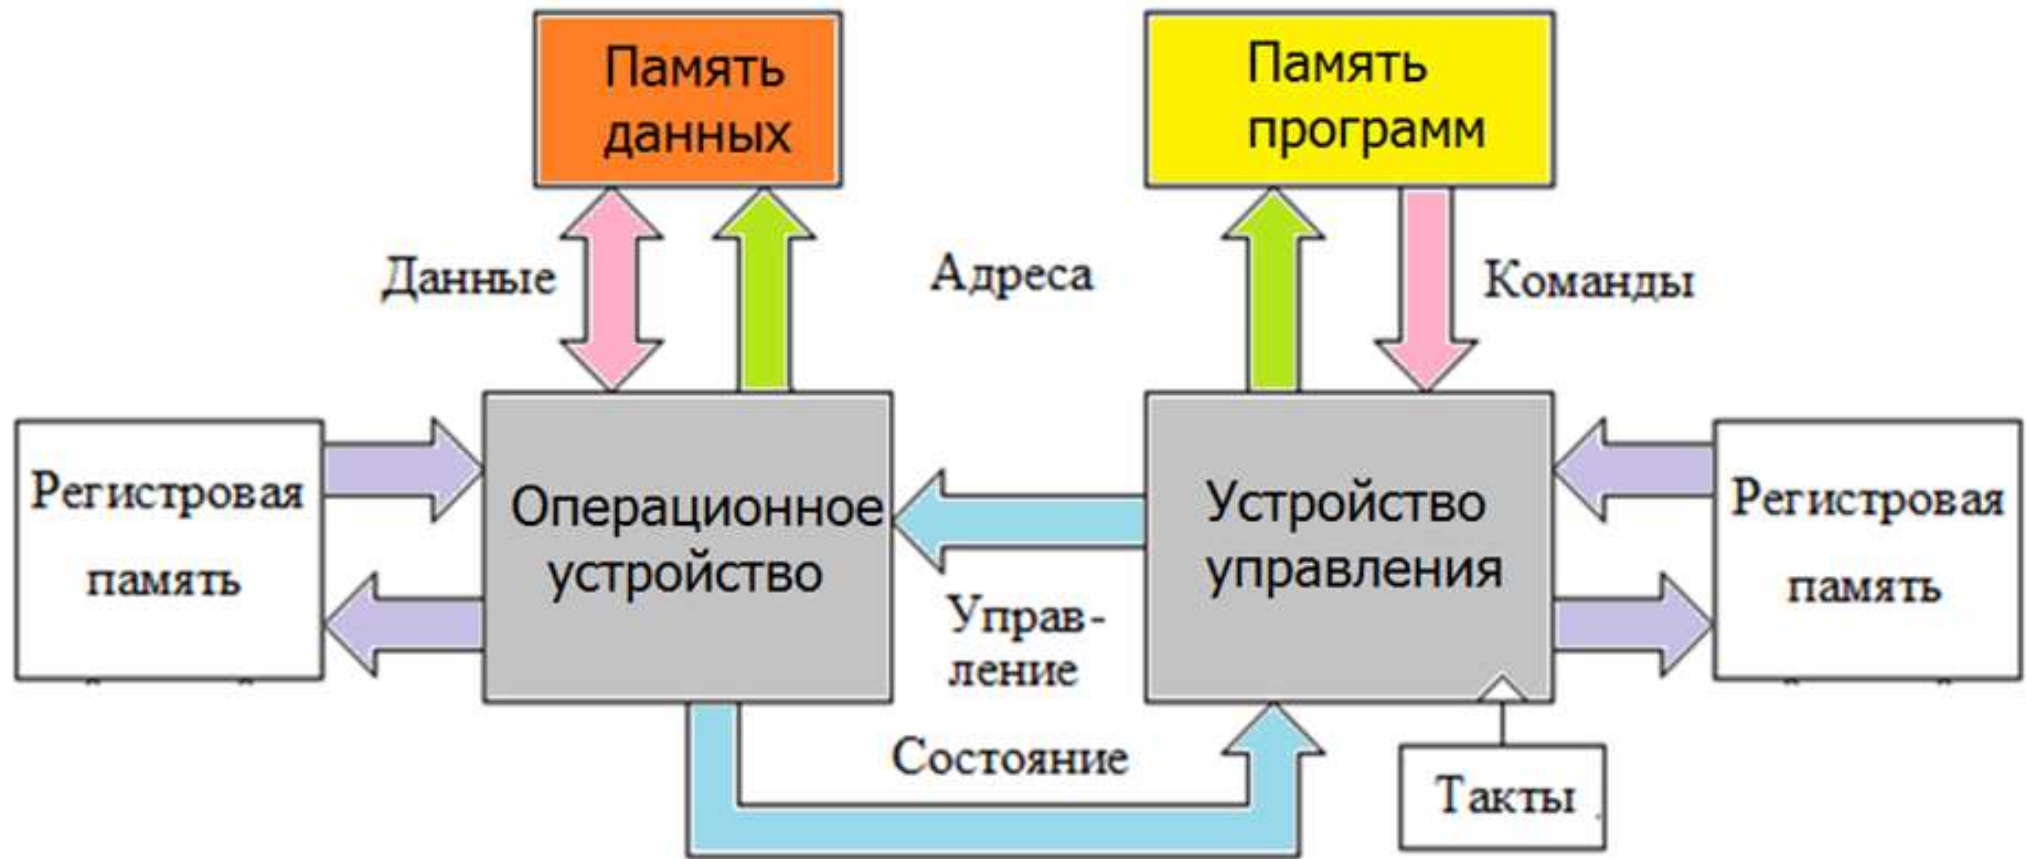 Память
данных
Память
программ
Данные
Адреса
Команды
Регистровая
память
Операционное
устройство
Устройство
управления
Регистровая
память
Управ-
ление
Состояние
Такты